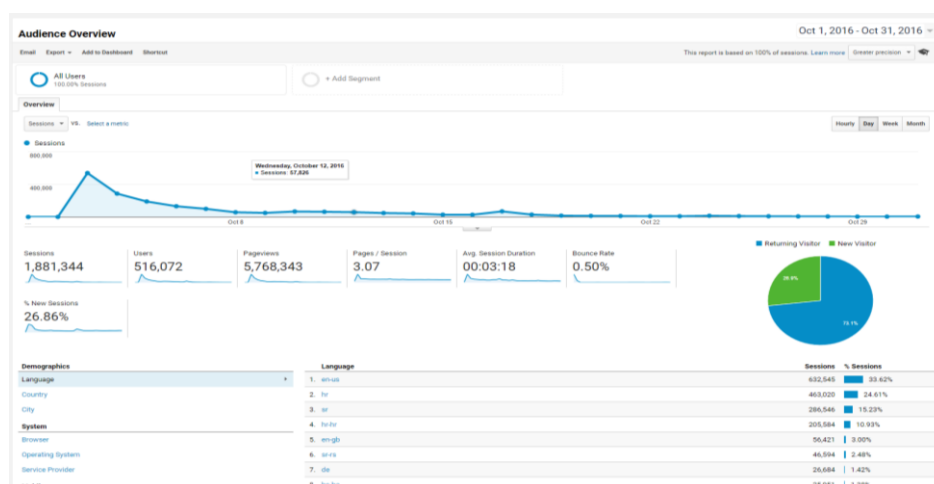 Audience Overview
Oct 1, 2016 - Oct 31, 2016
Email Export Add to Dashboard Shortcut
This report is based on 100% of sessions. Learn more Greater precision
All Users
100.00% Sessions
+ Add Segment
Overview
Sessions VS. Select a metric
Hourly Day Week Month
Sessions
800,000
Wednesday, October 12, 2016
Sessions: 57,826
400,000
... Oct 8 Oct 15 Oct 22 Oct 29
Returning Visitor New Visitor
Sessions Users Pageviews Pages / Session Avg. Session Duration Bounce Rate
1,881,344 516,072 5,768,343 3.07 00:03:18 0.50%
% New Sessions
26.86%
26.9%
73.1%
Demographics Language Sessions % Sessions
Language 1. en-us 632,545 33.62%
Country 2. hr 463,020 24.61%
City 3. sr 286,546 15.23%
System 4. hr-hr 205,584 10.93%
Browser 5. en-gb 56,421 3.00%
Operating System 6. sr-rs 46,594 2.48%
Service Provider 7. de 26,684 1.42%